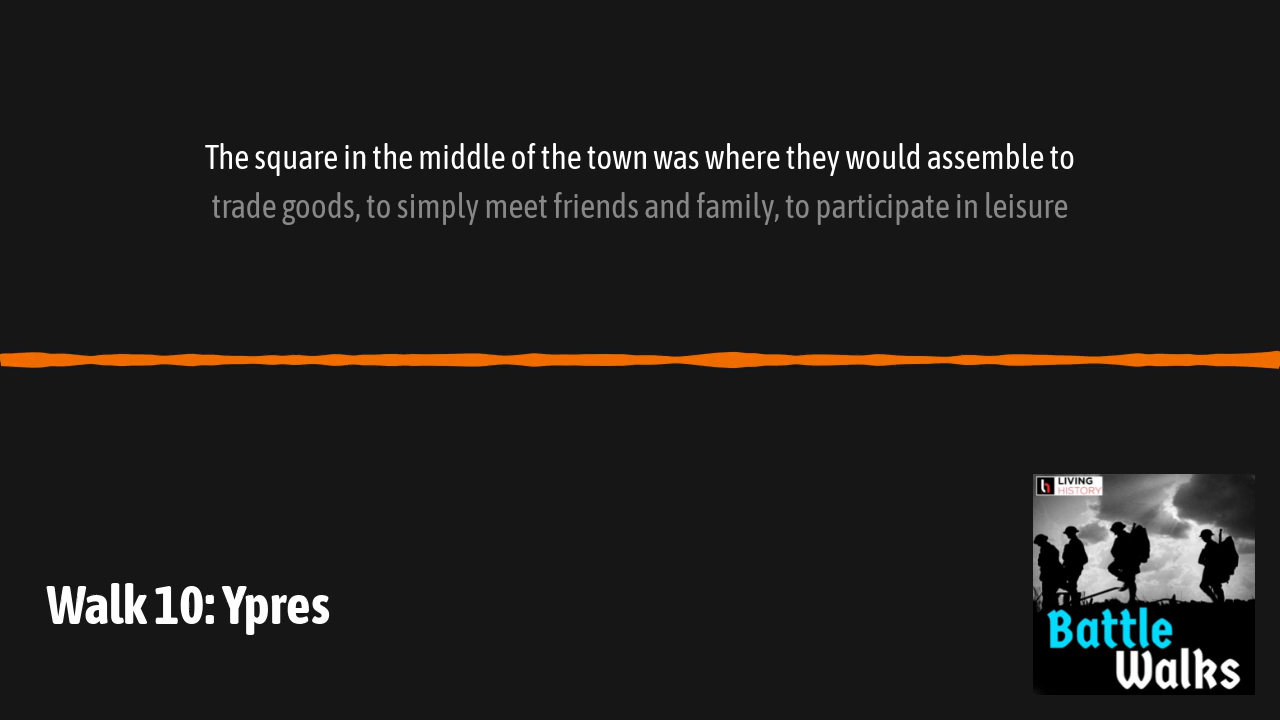 The square in the middle of the town was where they would assemble to
trade goods, to simply meet friends and family, to participate in leisure
Walk 10: Ypres
LIVING
HISTORY
Battle
Walks